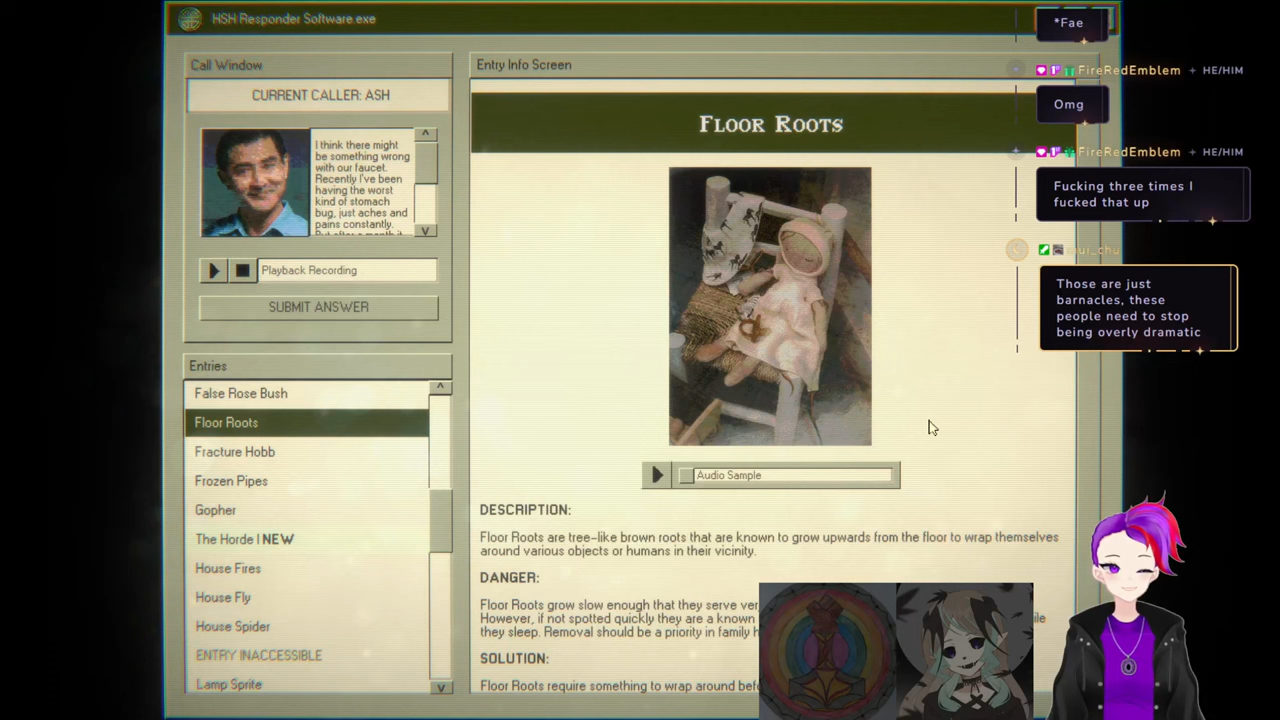 HSH Responder Software.exe
Call Window
CURRENT CALLER: ASH
I think there might
be something wrong
with our faucet.
Recently I've been
having the worst
kind of stomach
bug, just aches and
pains constantly.
But after a month it
Playback Recording
SUBMIT ANSWER
Entries
False Rose Bush
Floor Roots
Fracture Hobb
Frozen Pipes
Gopher
The Horde | NEW
House Fires
House Fly
House Spider
ENTRY INACCESSIBLE
Lamp Sprite
Entry Info Screen
FLOOR ROOTS
Audio Sample
DESCRIPTION:
Floor Roots are tree-like brown roots that are known to grow upwards from the floor to wrap themselves
around various objects or humans in their vicinity.
DANGER:
Floor Roots grow slow enough that they serve
However, if not spotted quickly they are a known
they sleep. Removal should be a priority in family
SOLUTION:
Floor Roots require something to wrap around
*Fae
FireRedEmblem + HE/HIM
Omg
FireRedEmblem + HE/HIM
Fucking three times I
fucked that up
Those are just
barnacles, these
people need to stop
being overly dramatic